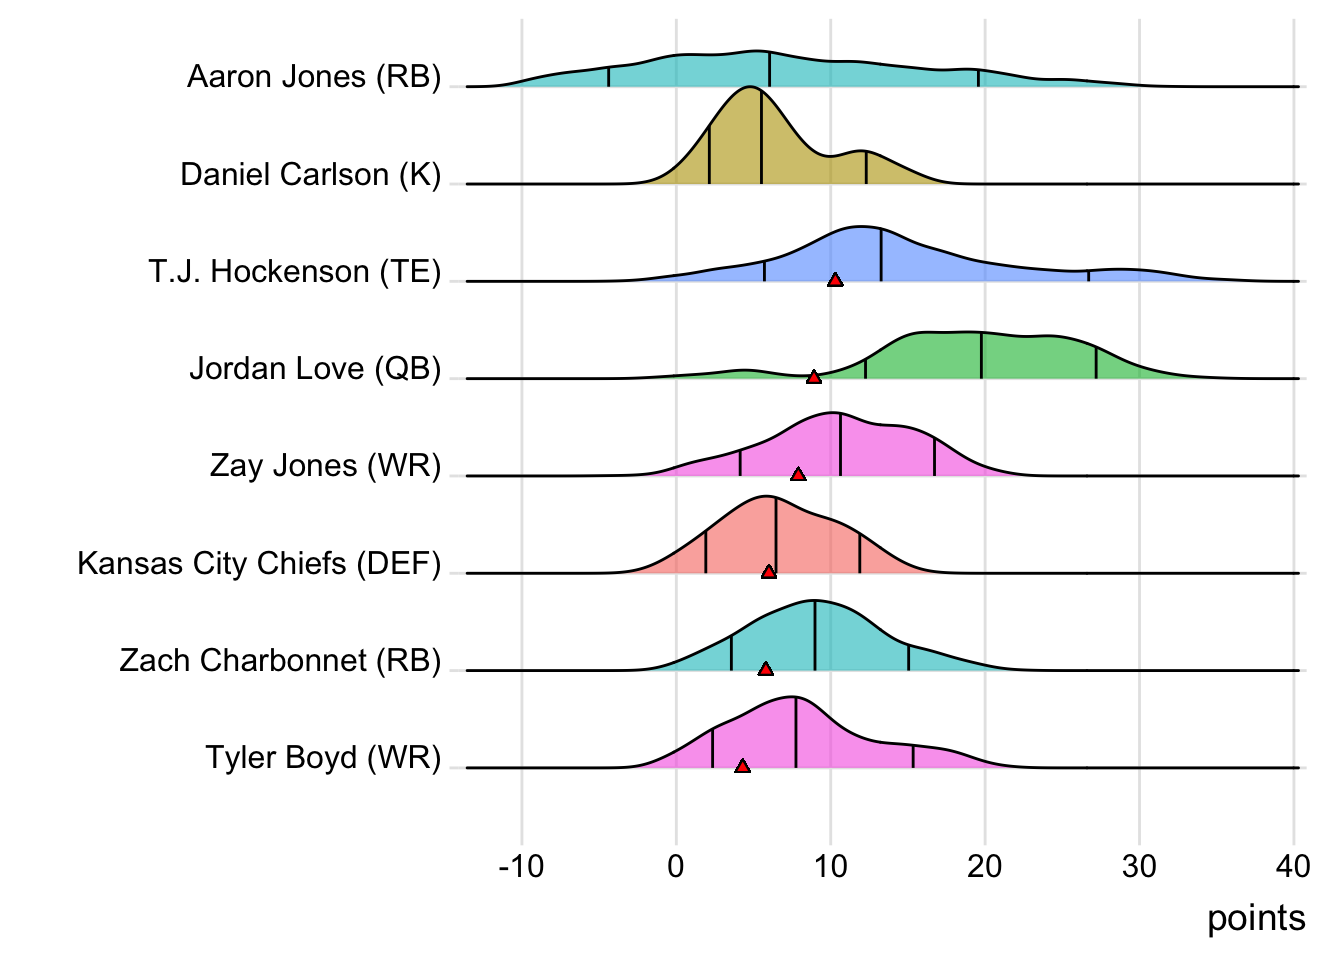 Aaron Jones (RB)
Daniel Carlson (K)
T.J. Hockenson (TE)
Jordan Love (QB)
Zay Jones (WR)
Kansas City Chiefs (DEF)
Zach Charbonnet (RB)
Tyler Boyd (WR)
-10 0 10 20 30 40
points